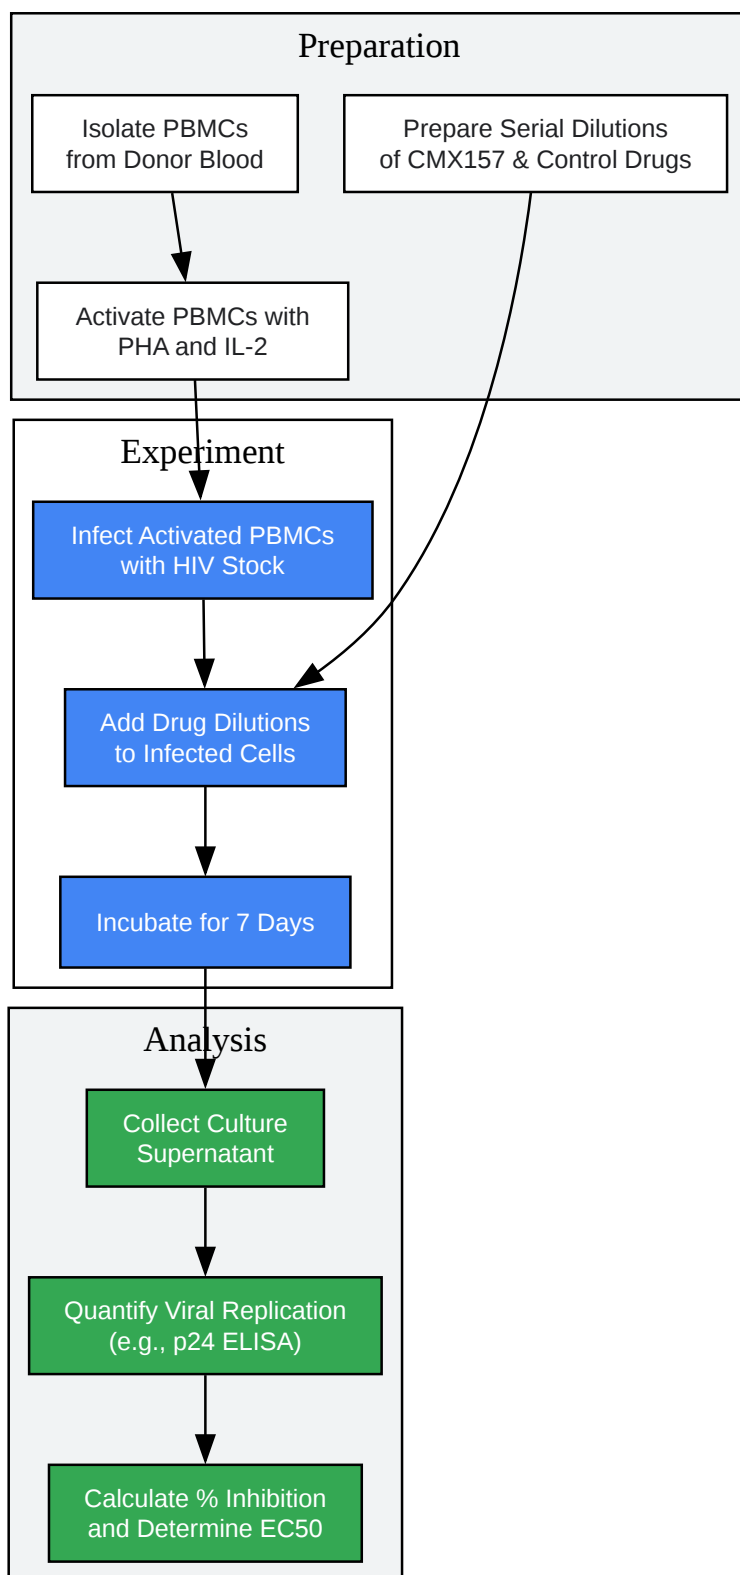 Preparation
Isolate PBMCs
from Donor Blood
Prepare Serial Dilutions
of CMX157 & Control Drugs
Activate PBMCs with
PHA and IL-2
Experiment
Infect Activated PBMCs
with HIV Stock
Add Drug Dilutions
to Infected Cells
Incubate for 7 Days
Analysis
Collect Culture
Supernatant
Quantify Viral Replication
(e.g., p24 ELISA)
Calculate % Inhibition
and Determine EC50